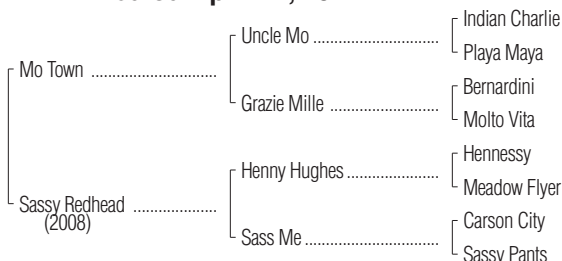 Indian Charlie
Uncle Mo
Playa Maya
Mo Town
Bernardini
Grazie Mille
Molto Vita
Hennessy
Henny Hughes
Meadow Flyer
Sassy Redhead
(2008)
Carson City
Sass Me
Sassy Pants